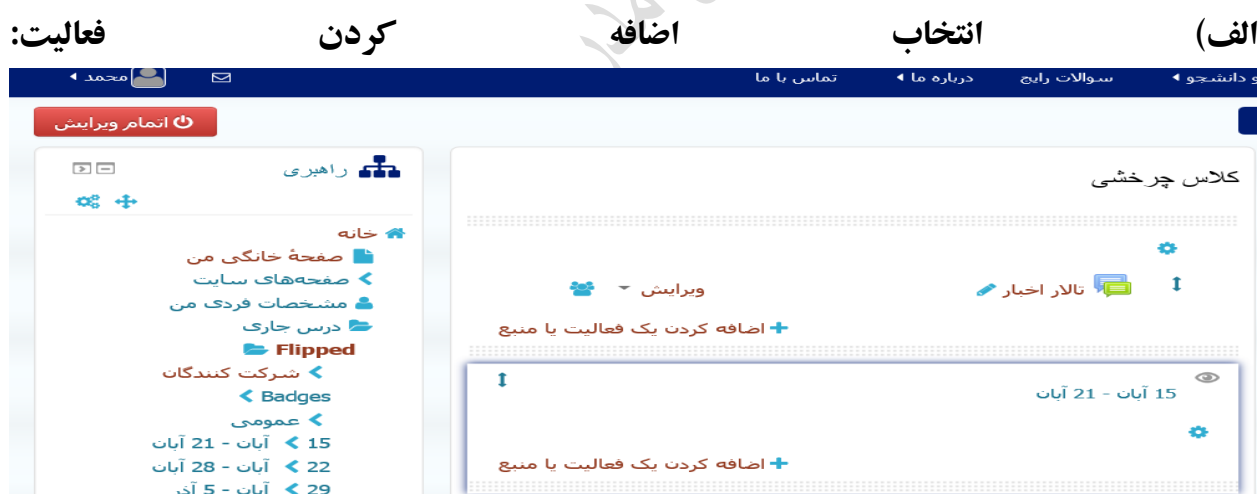 الف) انتخاب اضافه کردن فعالیت:
و دانشجو سوالات رایج درباره ما تماس با ما محمد
اتمام ویرایش
کلاس چرخشی
تالار اخبار ویرایش
اضافه کردن یک فعالیت یا منبع
15 آبان - 21 آبان
اضافه کردن یک فعالیت یا منبع
راهبری
خانه
صفحهٔ خانگی من
صفحه‌های سایت
مشخصات فردی من
درس جاری
Flipped
شرکت کنندگان
Badges
عمومی
15 آبان - 21 آبان
22 آبان - 28 آبان
29 آبان - 5 آذر